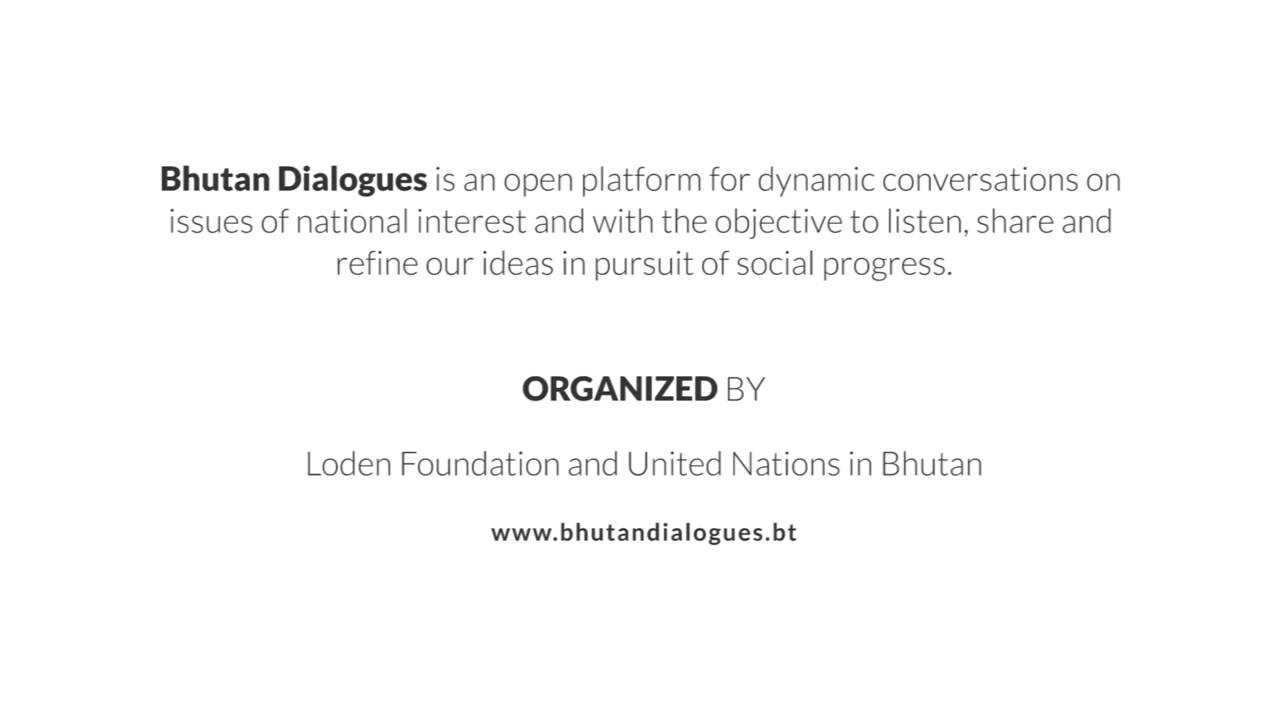 Bhutan Dialogues is an open platform for dynamic conversations on
issues of national interest and with the objective to listen, share and
refine our ideas in pursuit of social progress.
ORGANIZED BY
Loden Foundation and United Nations in Bhutan
www.bhutandialogues.bt